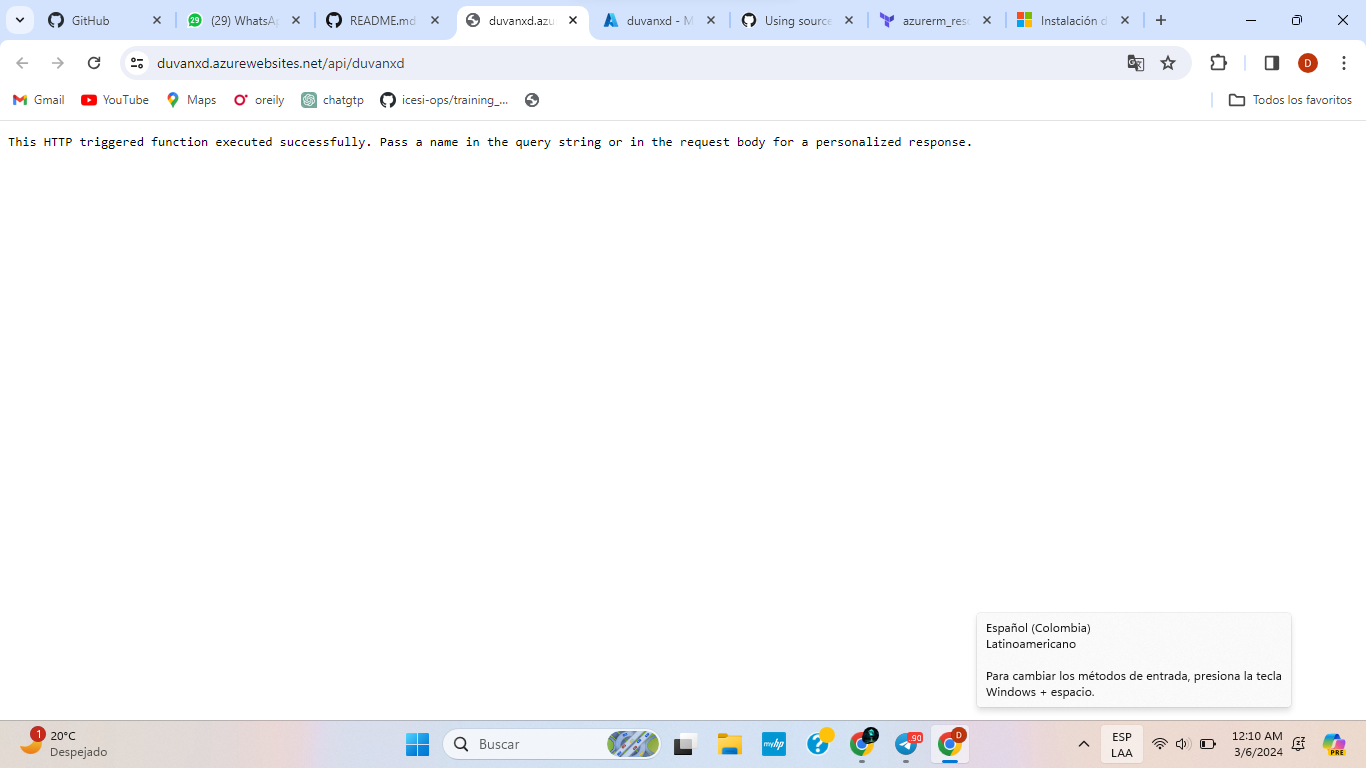 GitHub
(29) WhatsA
README.md
duvanxd.azu
duvanxd - M
Using source
azurerm_res
Instalación d
duvanxd.azurewebsites.net/api/duvanxd
D
Gmail
YouTube
Maps
oreily
chatgtp
icesi-ops/training_...
Todos los favoritos
This HTTP triggered function executed successfully. Pass a name in the query string or in the request body for a personalized response.
Español (Colombia)
Latinoamericano
Para cambiar los métodos de entrada, presiona la tecla
Windows + espacio.
1
20°C
Despejado
Buscar
myhp
90
D
ESP
LAA
12:10 AM
3/6/2024
PRE